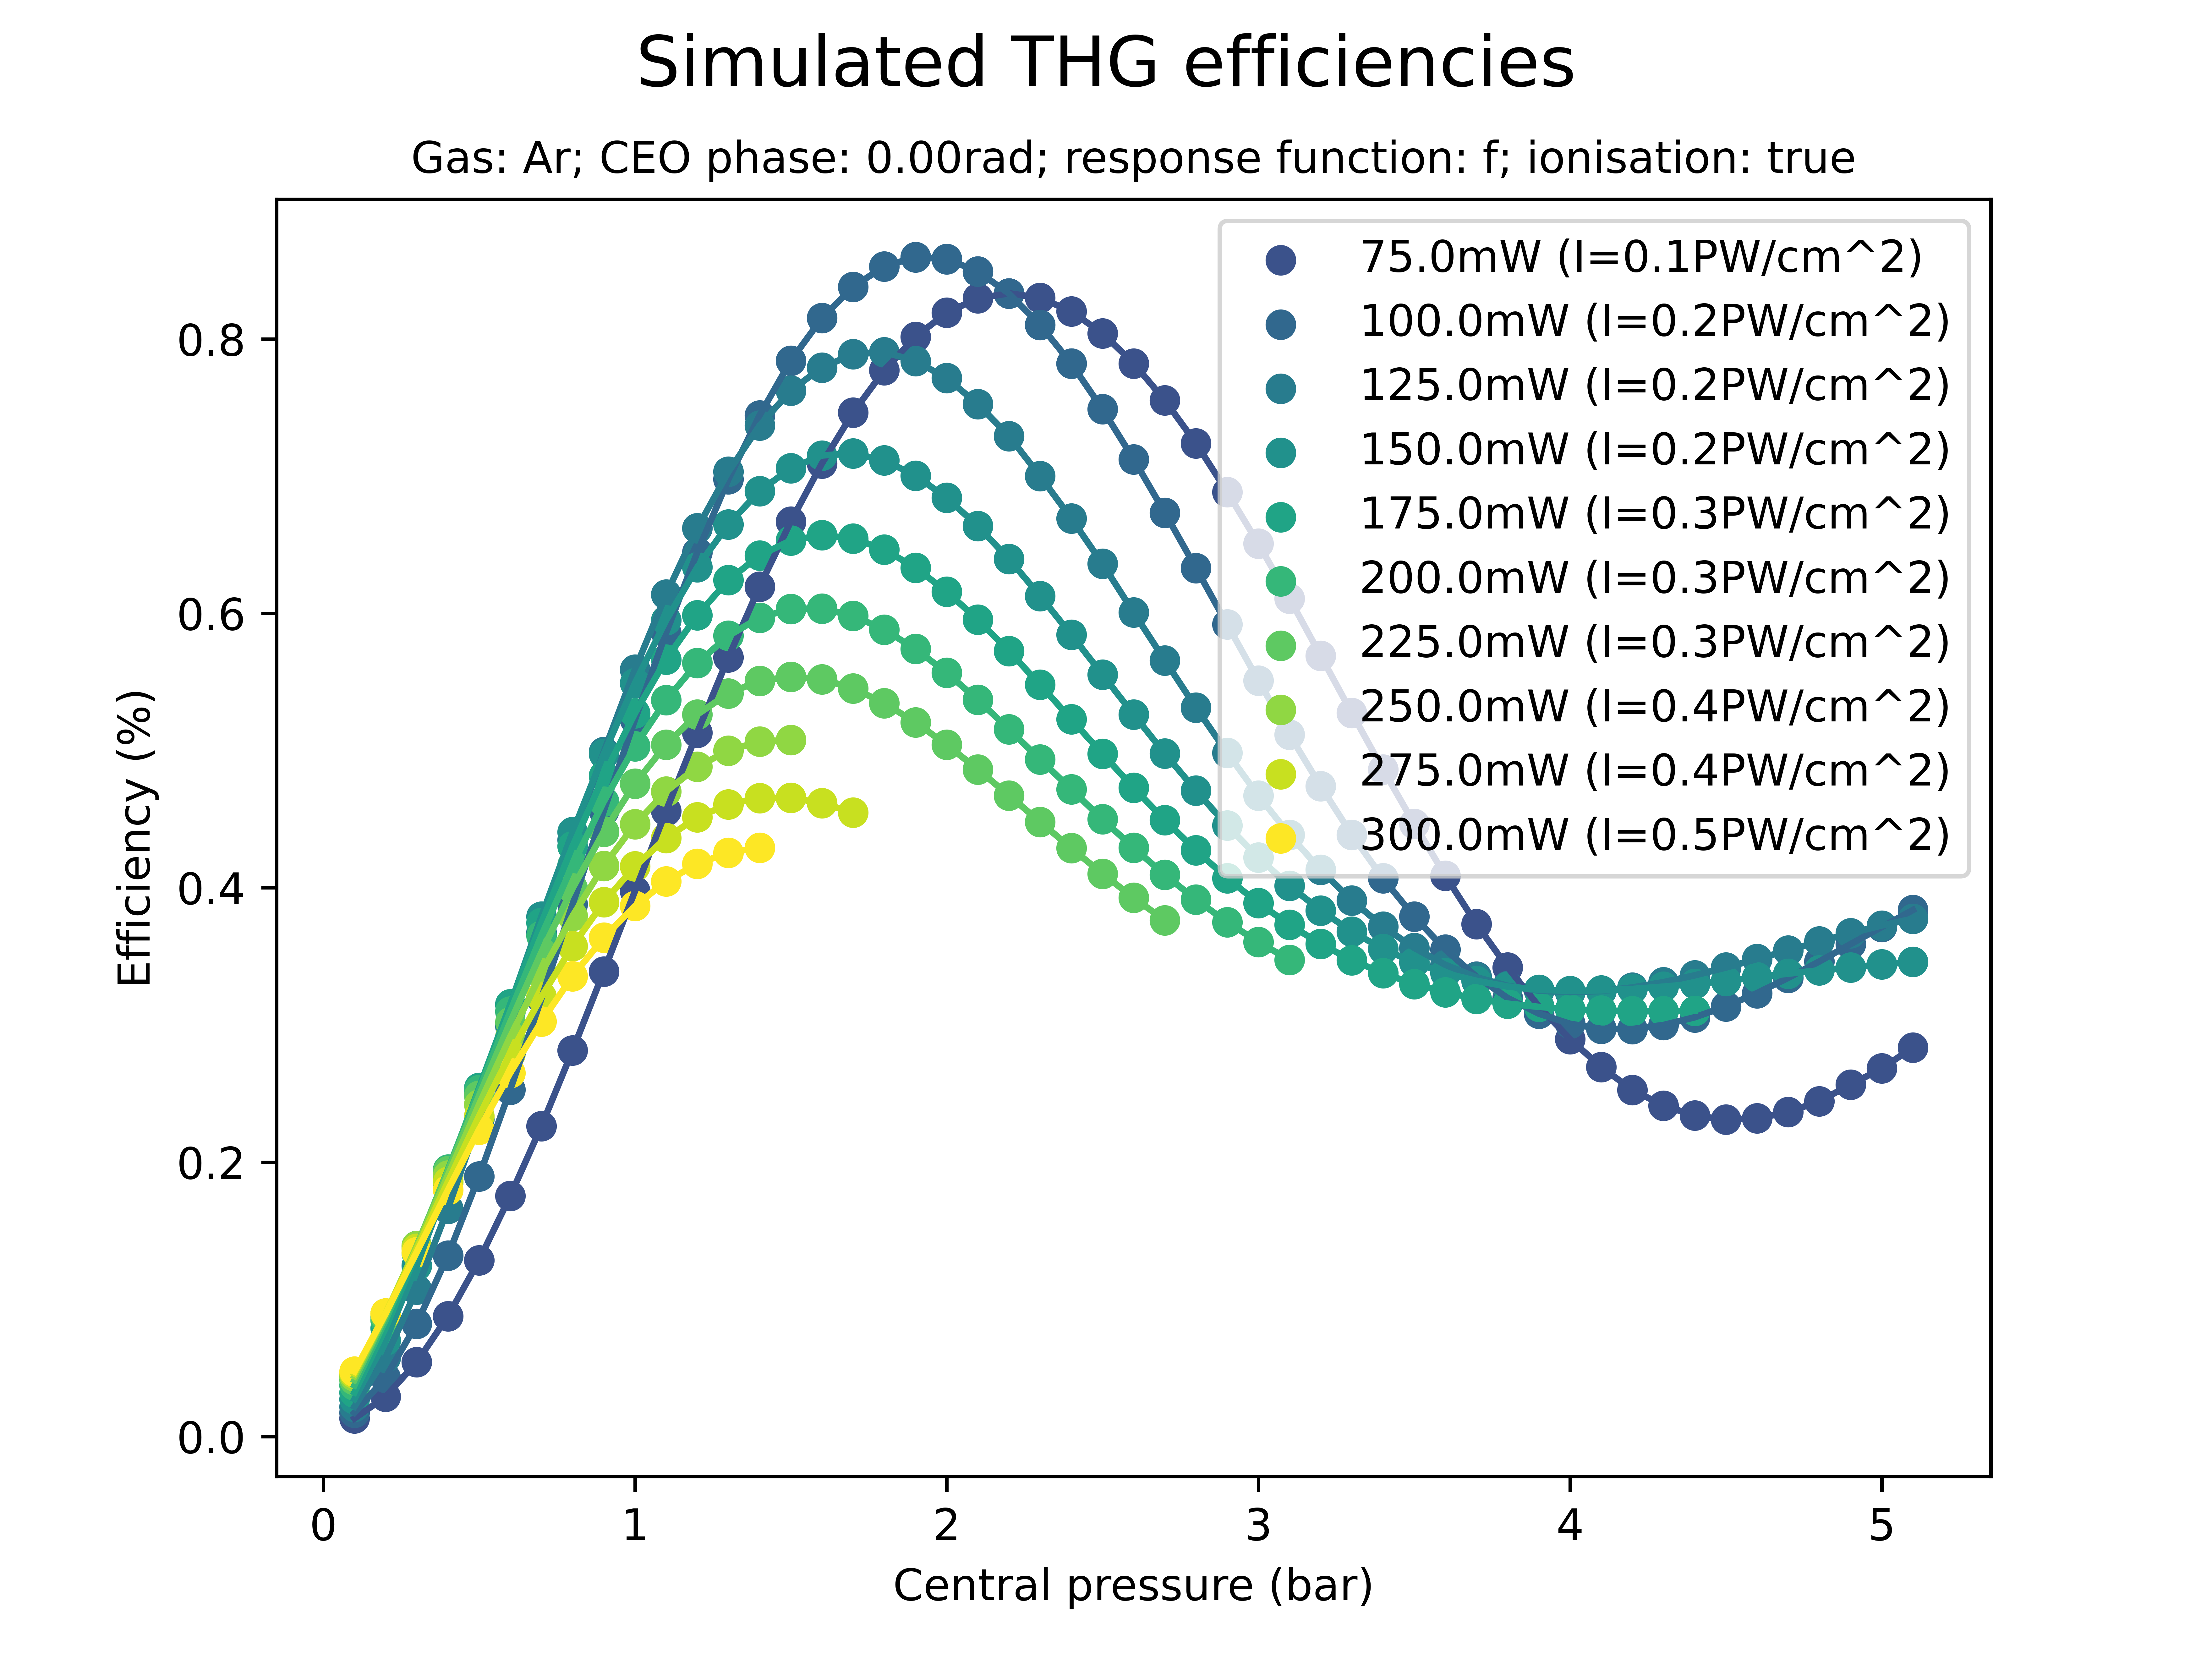 Simulated THG efficiencies
Gas: Ar; CEO phase: 0.00rad; response function: f; ionisation: true
75.0mW (I=0.1PW/cm^2)
100.0mW (I=0.2PW/cm^2)
125.0mW (I=0.2PW/cm^2)
150.0mW (I=0.2PW/cm^2)
175.0mW (I=0.3PW/cm^2)
200.0mW (I=0.3PW/cm^2)
225.0mW (I=0.3PW/cm^2)
250.0mW (I=0.4PW/cm^2)
275.0mW (I=0.4PW/cm^2)
300.0mW (I=0.5PW/cm^2)
Efficiency (%)
0.8
0.6
0.4
0.2
0.0
0 1 2 3 4 5
Central pressure (bar)